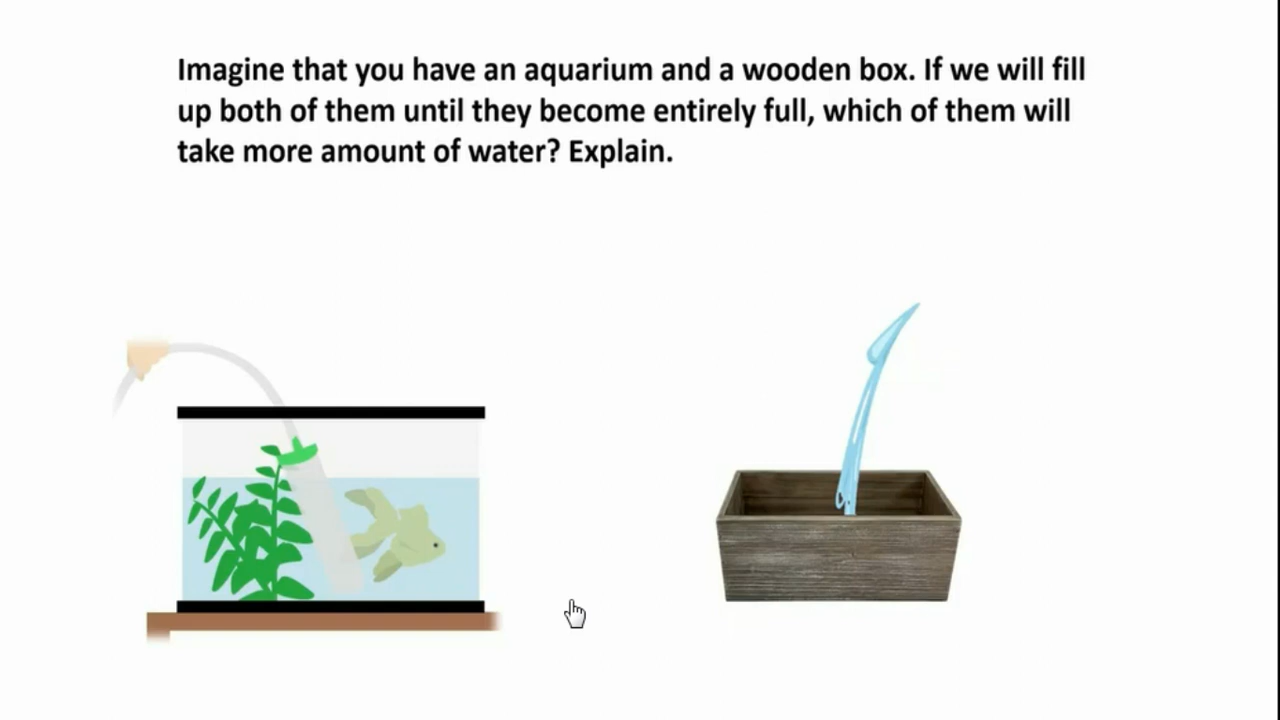 Imagine that you have an aquarium and a wooden box. If we will fill
up both of them until they become entirely full, which of them will
take more amount of water? Explain.